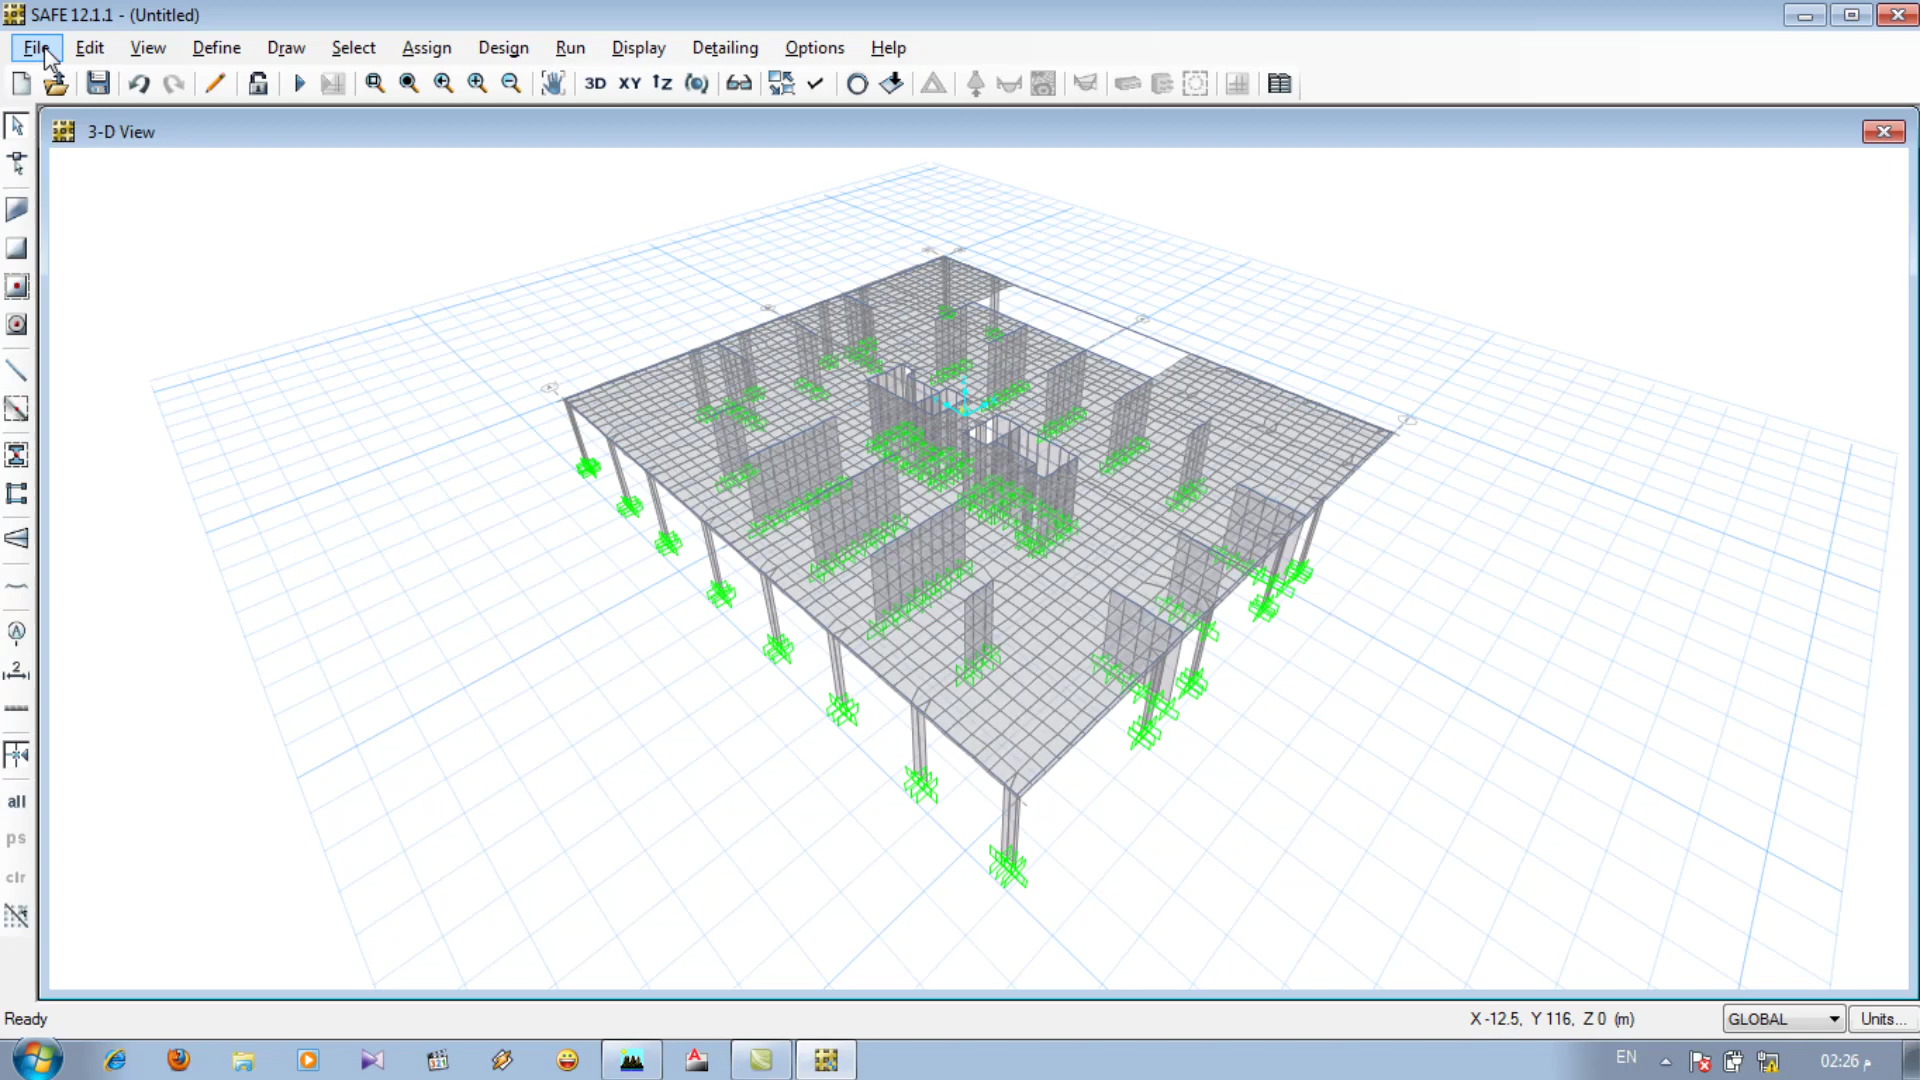 SAFE 12.1.1 - (Untitled)
File Edit View Define Draw Select Assign Design Run Display Detailing Options Help
3D XY
3-D View
2
all
ps
clr
Ready
X -12.5, Y 116, Z 0 (m)
GLOBAL
Units...
EN
02:26 م